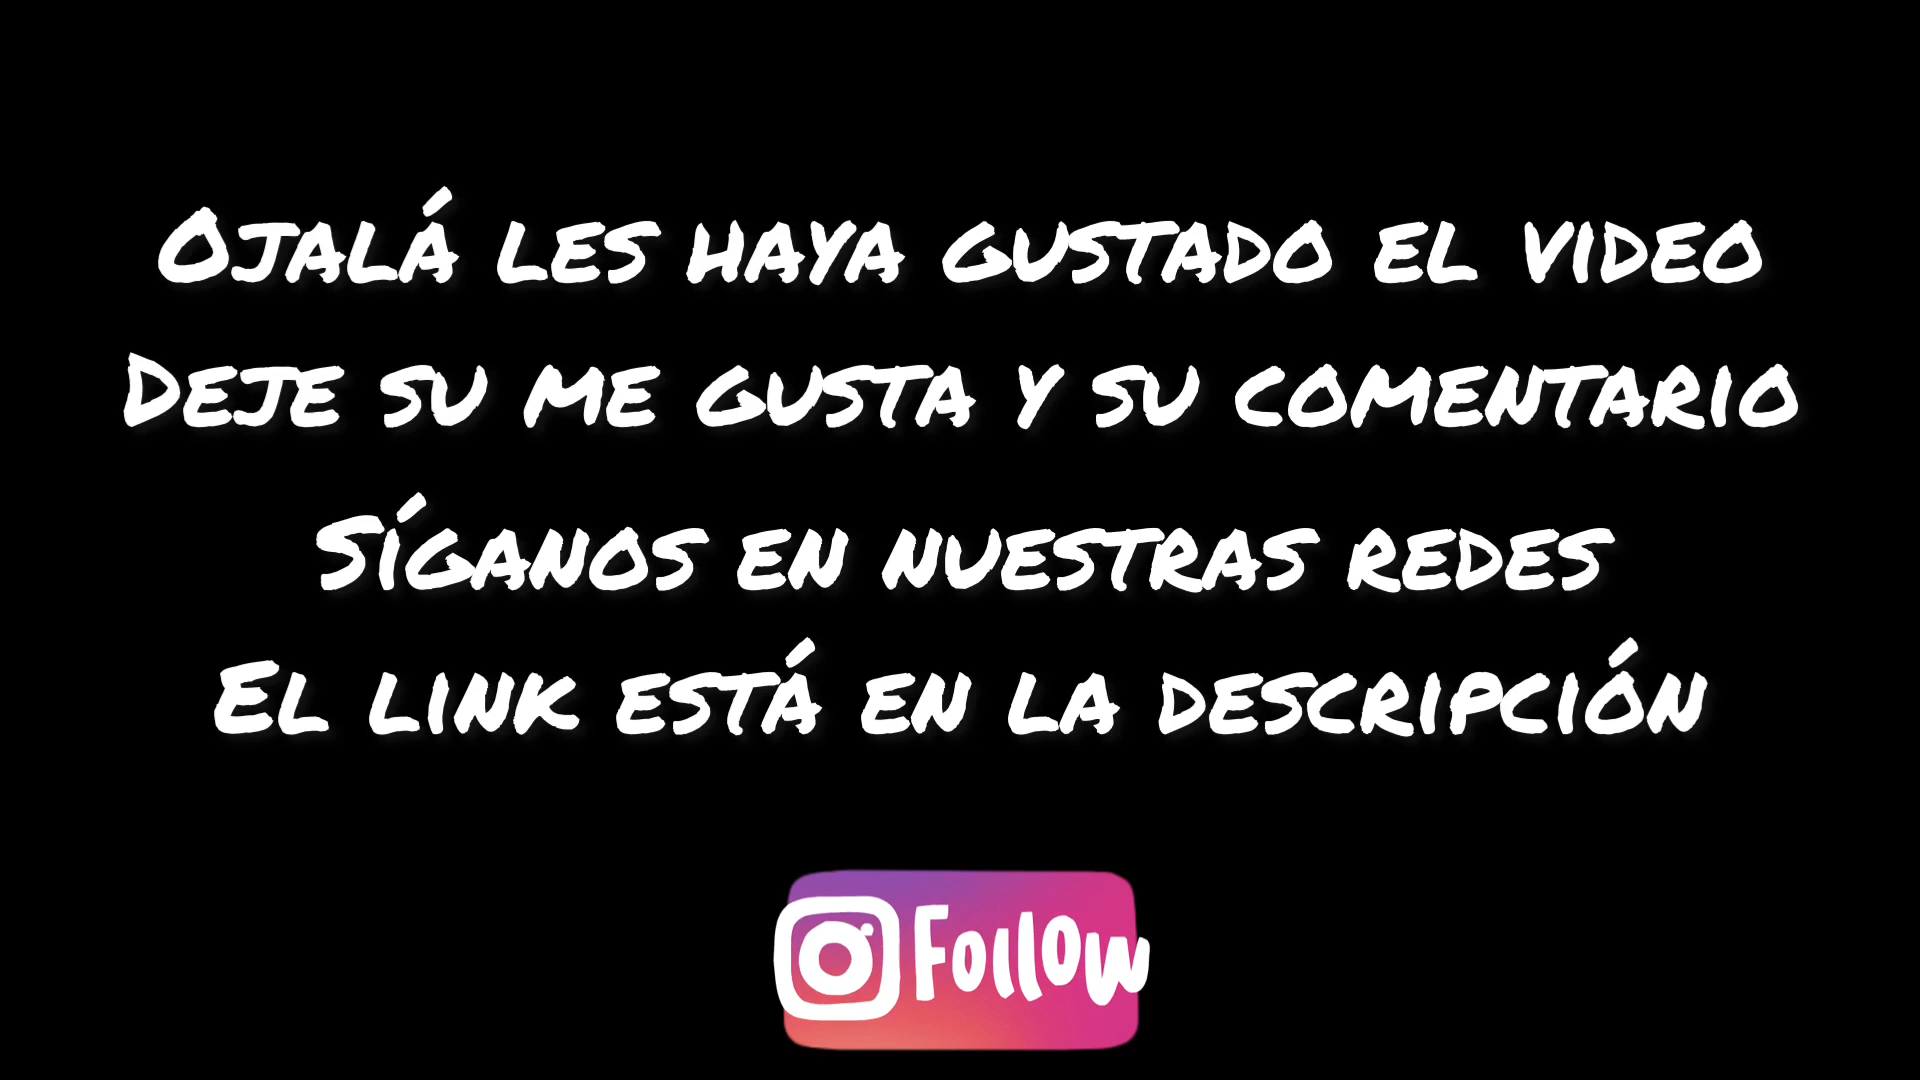 Ojalá les haya gustado el video
Deje su me gusta y su comentario
Síganos en nuestras redes
El link está en la descripción
Follow